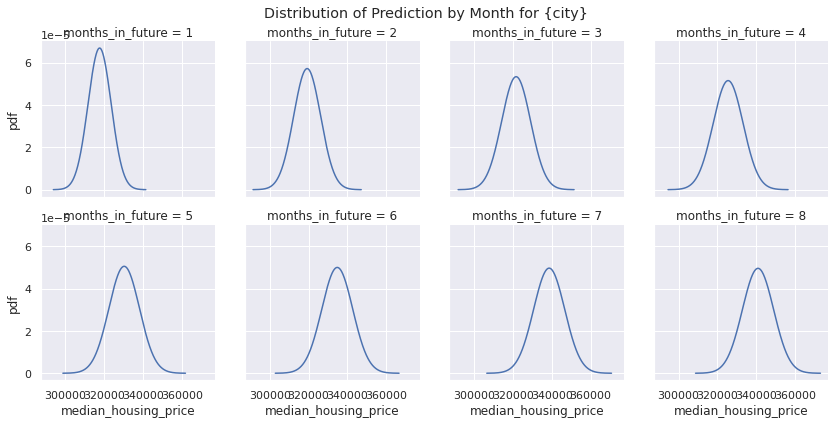 Distribution of Prediction by Month for {city}
months_in_future = 1
months_in_future = 2
months_in_future = 3
months_in_future = 4
1e−5
pdf
6
4
2
0
months_in_future = 5
months_in_future = 6
months_in_future = 7
months_in_future = 8
1e−5
pdf
6
4
2
0
300000 320000 340000 360000
300000 320000 340000 360000
300000 320000 340000 360000
300000 320000 340000 360000
median_housing_price
median_housing_price
median_housing_price
median_housing_price